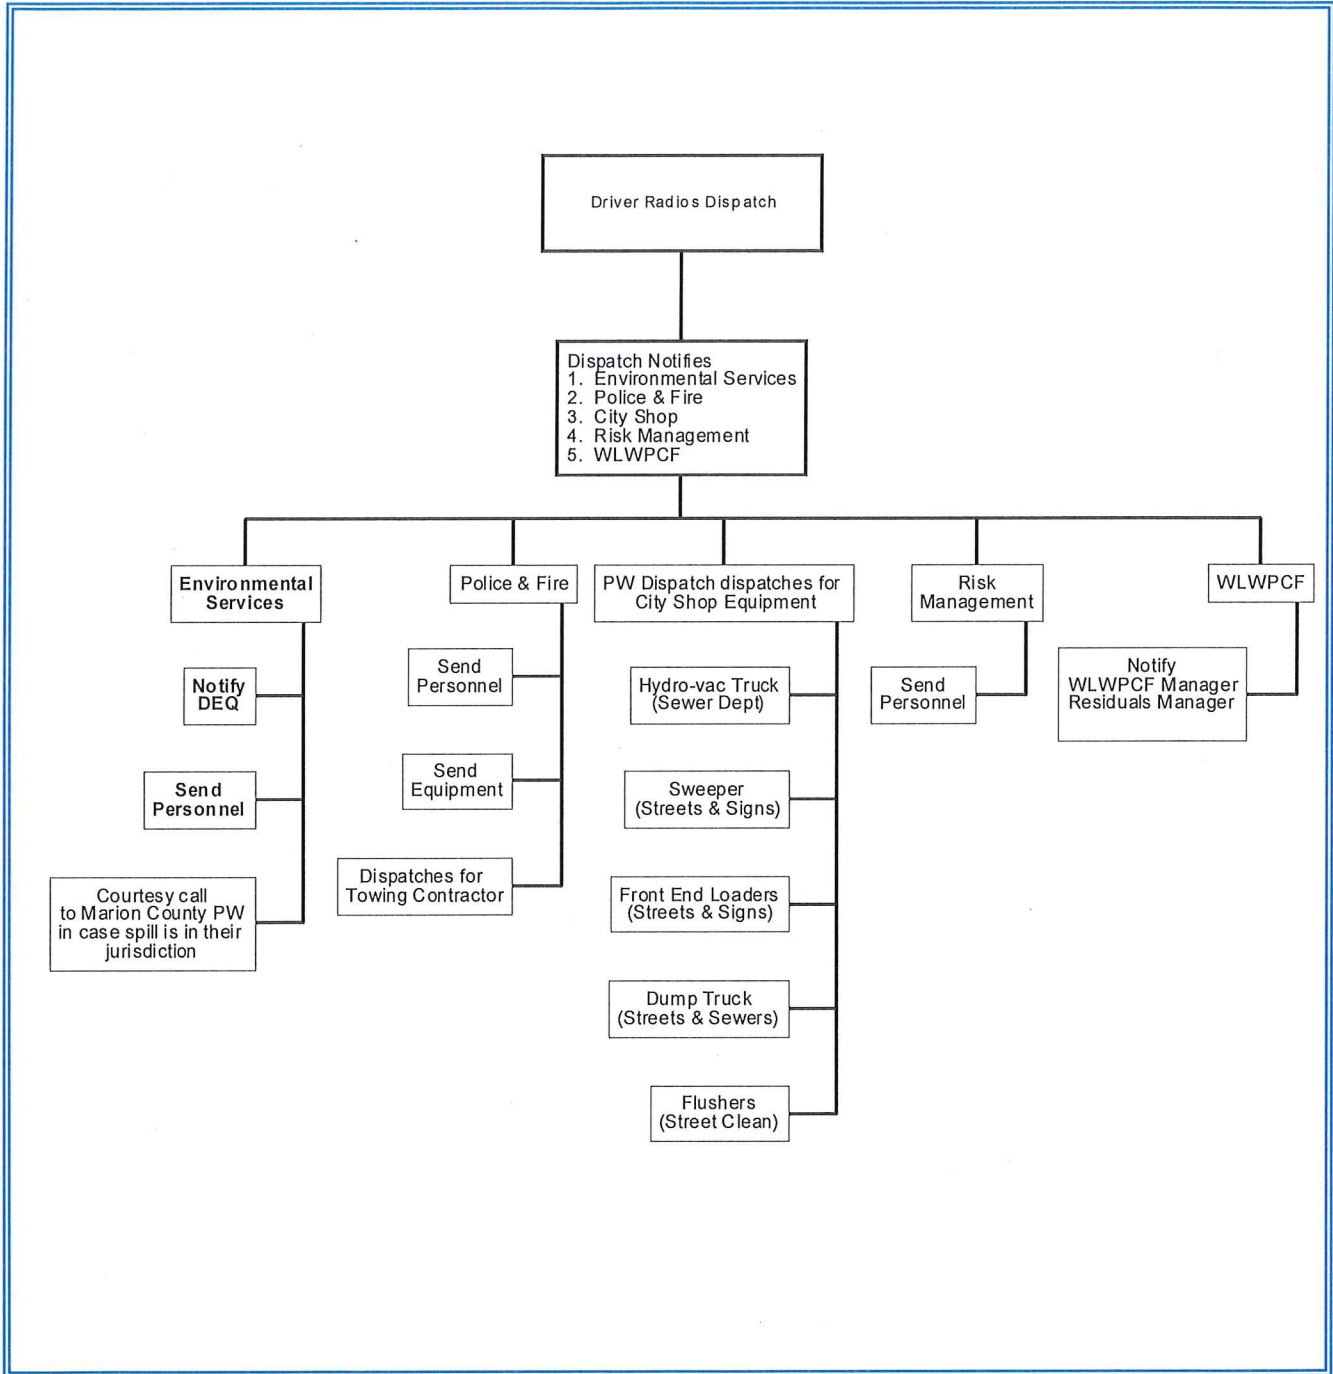 Driver Radios Dispatch
Dispatch Notifies
1. Environmental Services
2. Police & Fire
3. City Shop
4. Risk Management
5. WLWPCF
Environmental
Services
Notify
DEQ
Send
Personnel
Courtesy call
to Marion County PW
in case spill is in their
jurisdiction
Police & Fire
Send
Personnel
Send
Equipment
Dispatches for
Towing Contractor
PW Dispatch dispatches for
City Shop Equipment
Hydro-vac Truck
(Sewer Dept)
Sweeper
(Streets & Signs)
Front End Loaders
(Streets & Signs)
Dump Truck
(Streets & Sewers)
Flushers
(Street Clean)
Risk
Management
Send
Personnel
WLWPCF
Notify
WLWPCF Manager
Residuals Manager